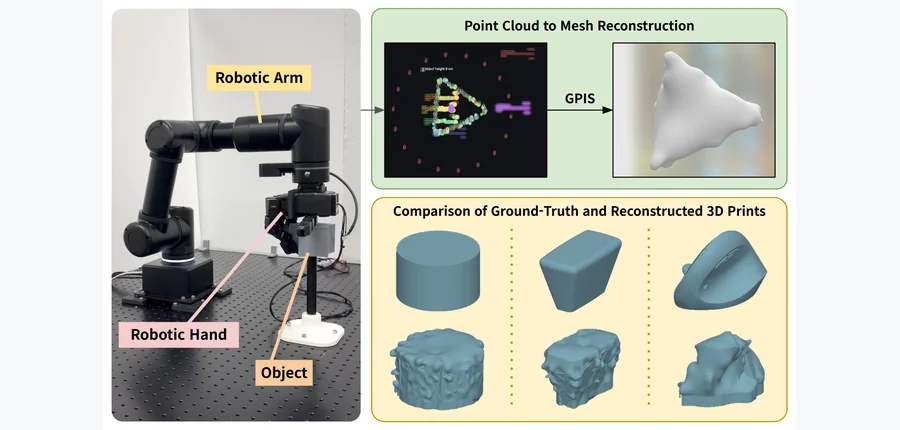 Robotic Arm
Robotic Hand
Object
Point Cloud to Mesh Reconstruction
GPIS
Comparison of Ground-Truth and Reconstructed 3D Prints